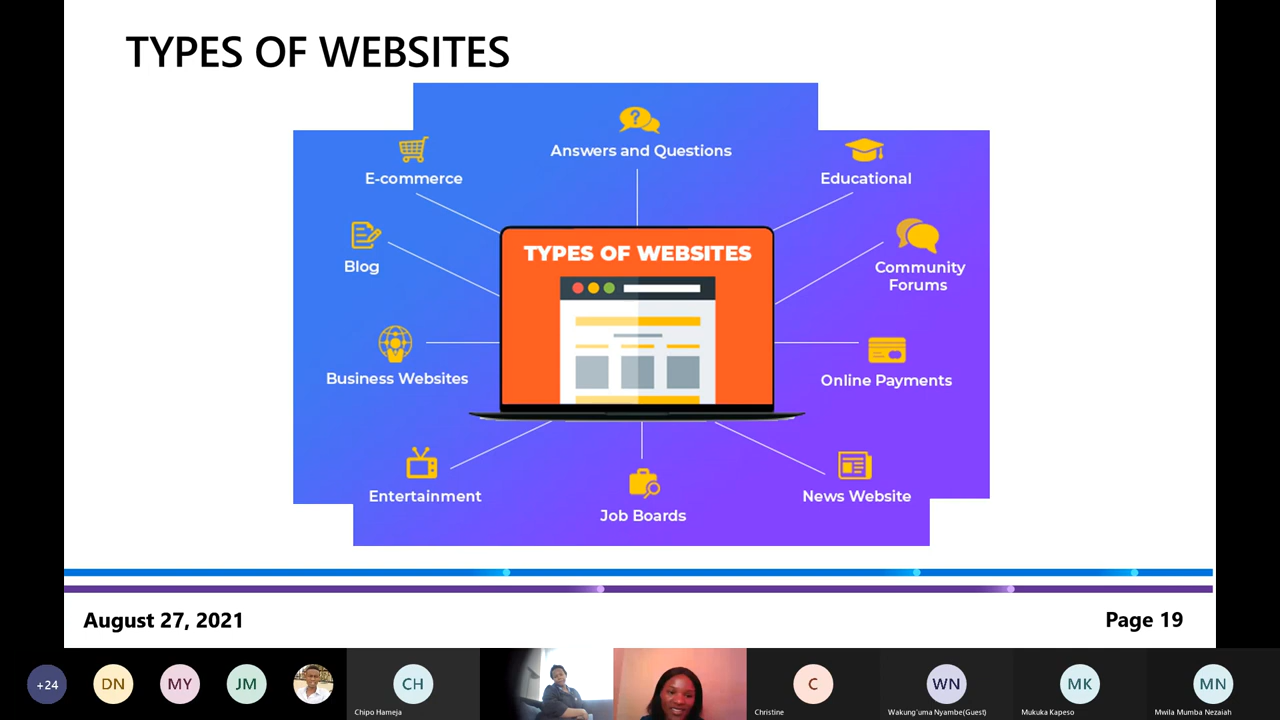 TYPES OF WEBSITES
Answers and Questions
E-commerce
Educational
Blog
TYPES OF WEBSITES
Community
Forums
Business Websites
Online Payments
Entertainment
Job Boards
News Website
August 27, 2021
Page 19
+24
DN
MY
JM
CH
C
WN
MK
MN
Chipo Hameja
Christine
Wakung'uma Nyambe(Guest)
Mukuka Kapeso
Mwila Mumba Nezaiah